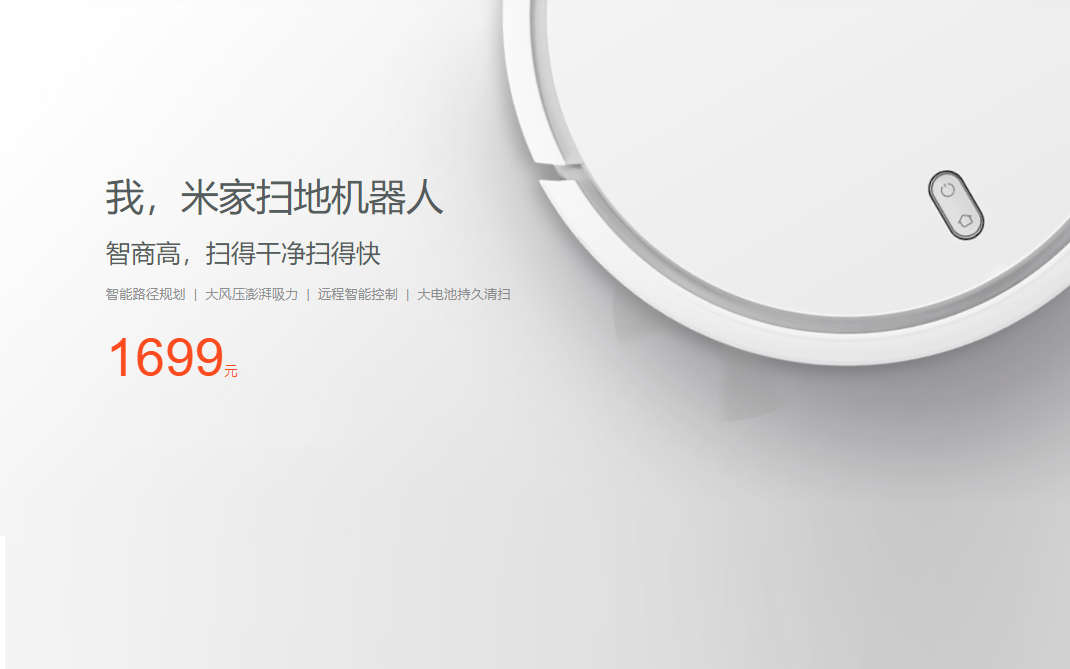 我，米家扫地机器人
智商高，扫得干净扫得快
智能路径规划 | 大风压澎湃吸力 | 远程智能控制 | 大电池持久清扫
1699元